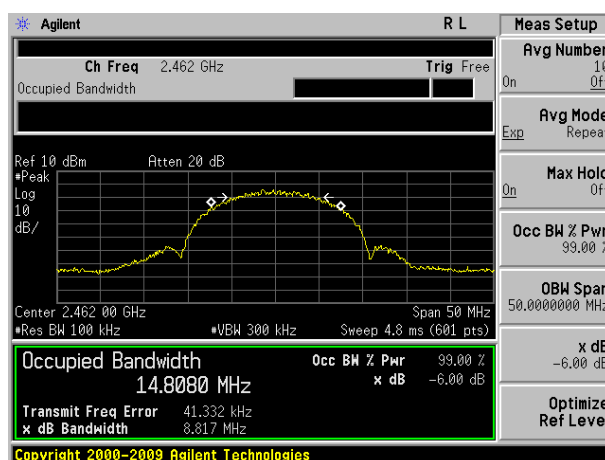 Agilent R L Meas Setup
Ch Freq 2.462 GHz Trig Free
Occupied Bandwidth
Avg Number
10
On Off
Avg Mode
Exp Repeat
Max Hold
On Off
Occ BW % Pwr
99.00 %
OBW Span
50.0000000 MHz
x dB
-6.00 dB
Optimize
Ref Level
Ref 10 dBm Atten 20 dB
#Peak
Log
10
dB/
Center 2.462 00 GHz Span 50 MHz
#Res BW 100 kHz #VBW 300 kHz Sweep 4.8 ms (601 pts)
Occupied Bandwidth Occ BW % Pwr 99.00 %
14.8080 MHz x dB -6.00 dB
Transmit Freq Error 41.332 kHz
x dB Bandwidth 8.817 MHz
Copyright 2000-2009 Agilent Technologies